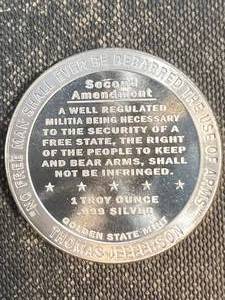 "NO FREE MAN SHALL EVER BE DEBARRED THE USE OF ARMS"
Second
Amendment
A WELL REGULATED
MILITIA BEING NECESSARY
TO THE SECURITY OF A
FREE STATE, THE RIGHT
OF THE PEOPLE TO KEEP
AND BEAR ARMS, SHALL
NOT BE INFRINGED.
1 TROY OUNCE
.999 SILVER
GOLDEN STATE MINT
THOMAS JEFFERSON